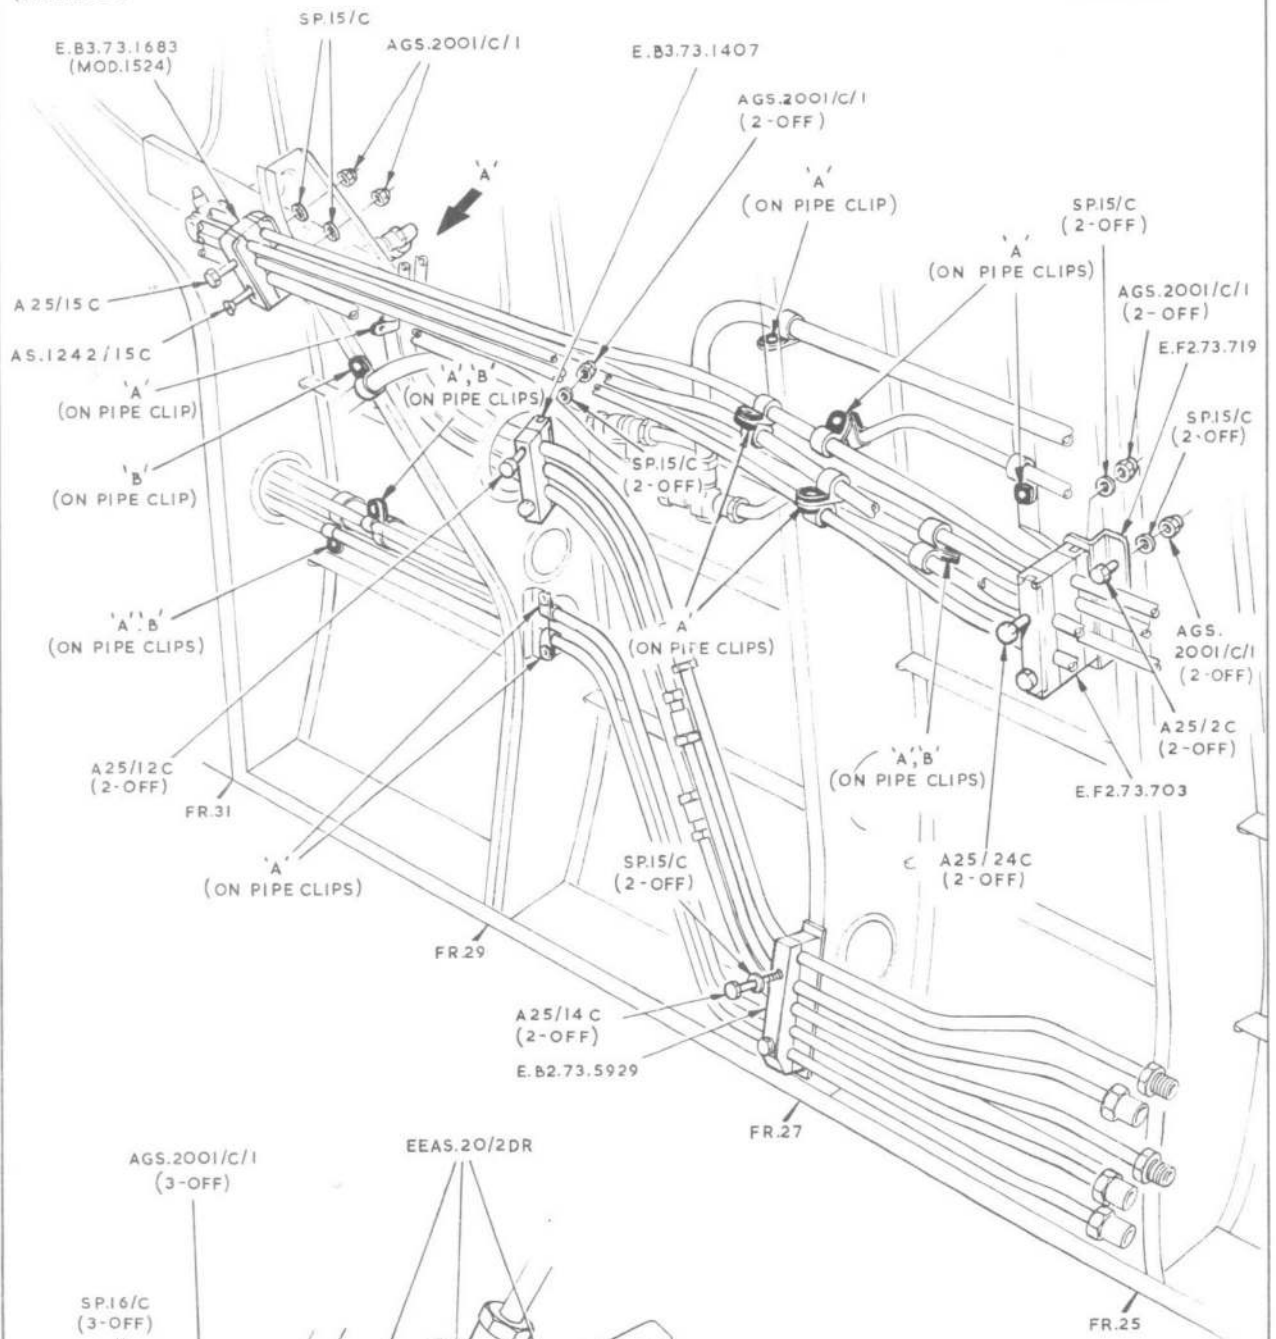 SP.15/C
E.B3.73.1683
(MOD.1524)
AGS.2001/C/1
E.B3.73.1407
AGS.2001/C/1
(2-OFF)
'A'
'A'
(ON PIPE CLIP)
SP.15/C
(2-OFF)
'A'
(ON PIPE CLIPS)
AGS.2001/C/1
(2-OFF)
E.F2.73.719
A25/15C
AS.1242/15C
'A'
(ON PIPE CLIP)
'A','B'
(ON PIPE CLIPS)
SP.15/C
(2-OFF)
'B'
(ON PIPE CLIP)
SP.15/C
(2-OFF)
'A'.'B'
(ON PIPE CLIPS)
'A'
(ON PIPE CLIPS)
AGS.
2001/C/1
(2-OFF)
A25/2C
(2-OFF)
A25/12C
(2-OFF)
'A','B'
(ON PIPE CLIPS)
E.F2.73.703
FR.31
'A'
(ON PIPE CLIPS)
SP.15/C
(2-OFF)
A25/24C
(2-OFF)
FR.29
A25/14C
(2-OFF)
E.B2.73.5929
FR.27
AGS.2001/C/1
(3-OFF)
EEAS.20/2DR
SP.16/C
(3-OFF)
FR.25